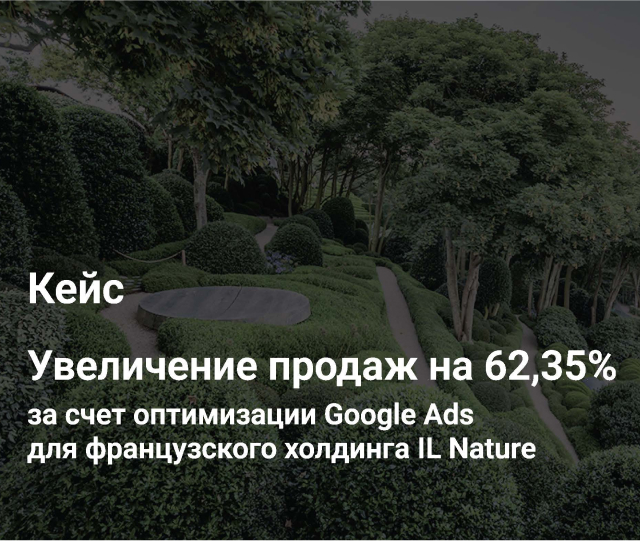 Кейс
Увеличение продаж на 62,35%
за счет оптимизации Google Ads
для французского холдинга IL Nature